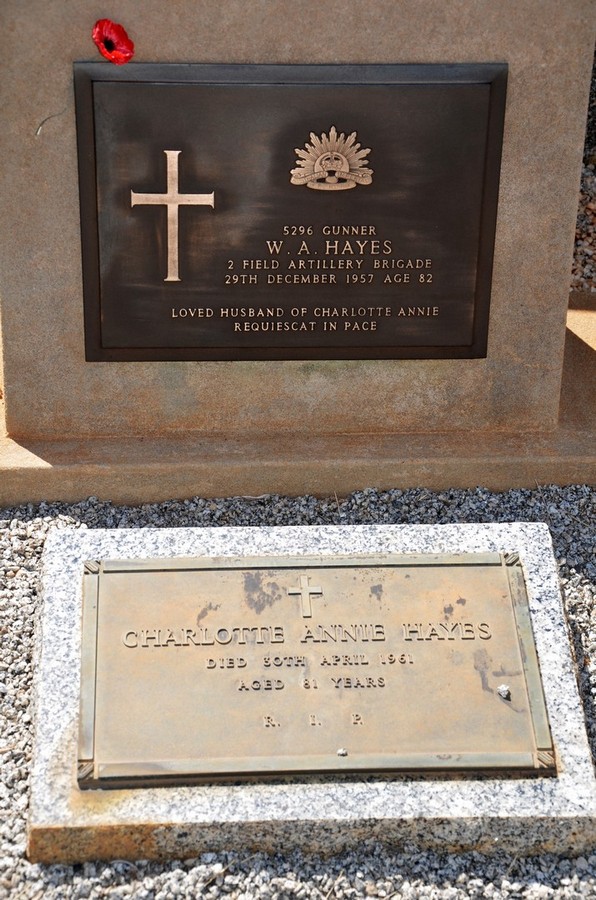 5296 GUNNER
W. A. HAYES
2 FIELD ARTILLERY BRIGADE
29TH DECEMBER 1957 AGE 82
LOVED HUSBAND OF CHARLOTTE ANNIE
REQUIESCAT IN PACE
CHARLOTTE ANNIE HAYES
DIED 30TH APRIL 1961
AGED 81 YEARS
R. I. P.